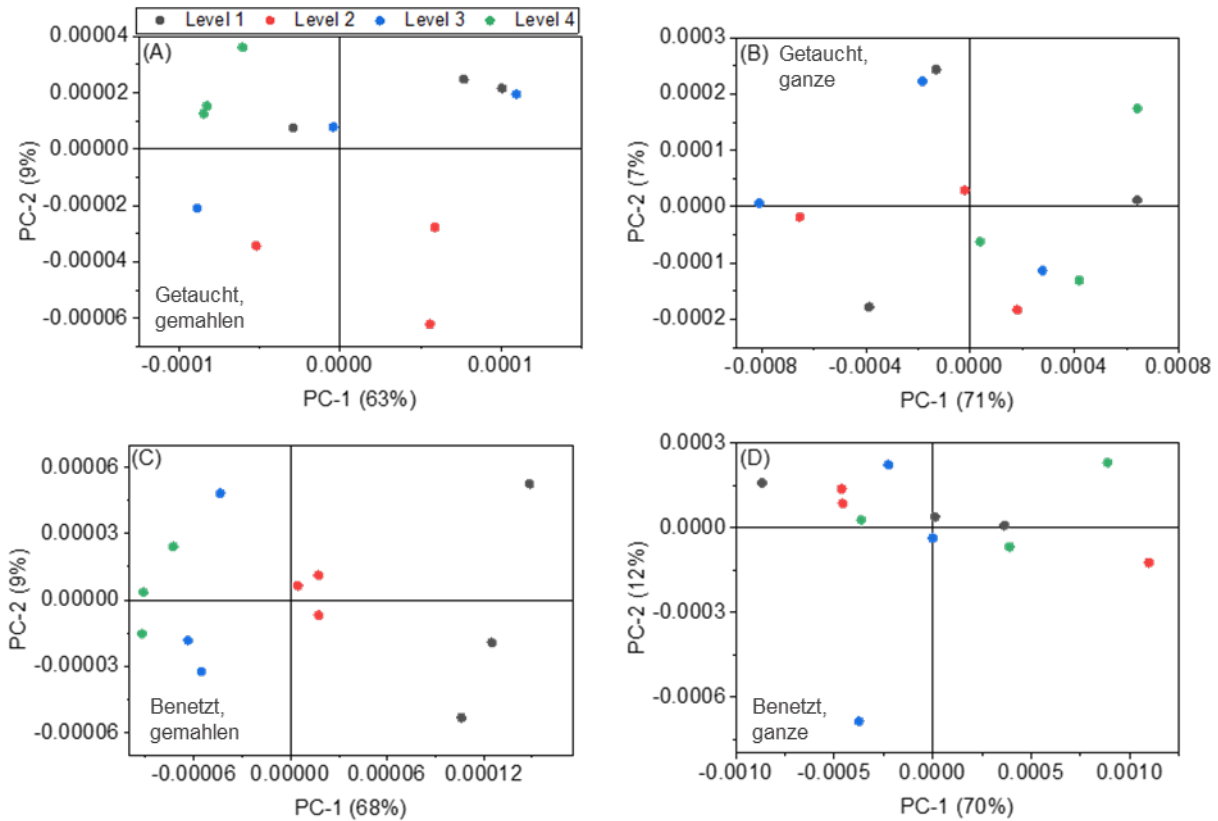 Level 1 Level 2 Level 3 Level 4
(A)
0.00004
0.00002
0.00000
-0.00002
-0.00004
-0.00006
PC-2 (9%)
Getaucht,
gemahlen
-0.0001 0.0000 0.0001
PC-1 (63%)
(B)
Getaucht,
ganze
0.0003
0.0002
0.0001
0.0000
-0.0001
-0.0002
PC-2 (7%)
-0.0008 -0.0004 0.0000 0.0004 0.0008
PC-1 (71%)
(C)
0.00006
0.00003
0.00000
-0.00003
-0.00006
PC-2 (9%)
Benetzt,
gemahlen
-0.00006 0.00000 0.00006 0.00012
PC-1 (68%)
(D)
0.0003
0.0000
-0.0003
-0.0006
PC-2 (12%)
Benetzt,
ganze
-0.0010 -0.0005 0.0000 0.0005 0.0010
PC-1 (70%)